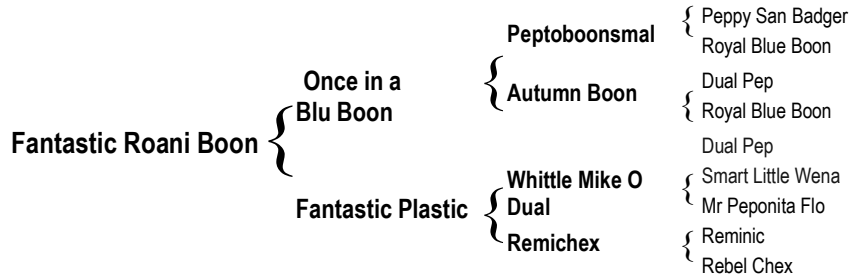 Fantastic Roani Boon
Once in a
Blu Boon
Fantastic Plastic
Peptoboonsmal
Autumn Boon
Whittle Mike O
Dual
Remichex
Peppy San Badger
Royal Blue Boon
Dual Pep
Royal Blue Boon
Dual Pep
Smart Little Wena
Mr Peponita Flo
Reminic
Rebel Chex